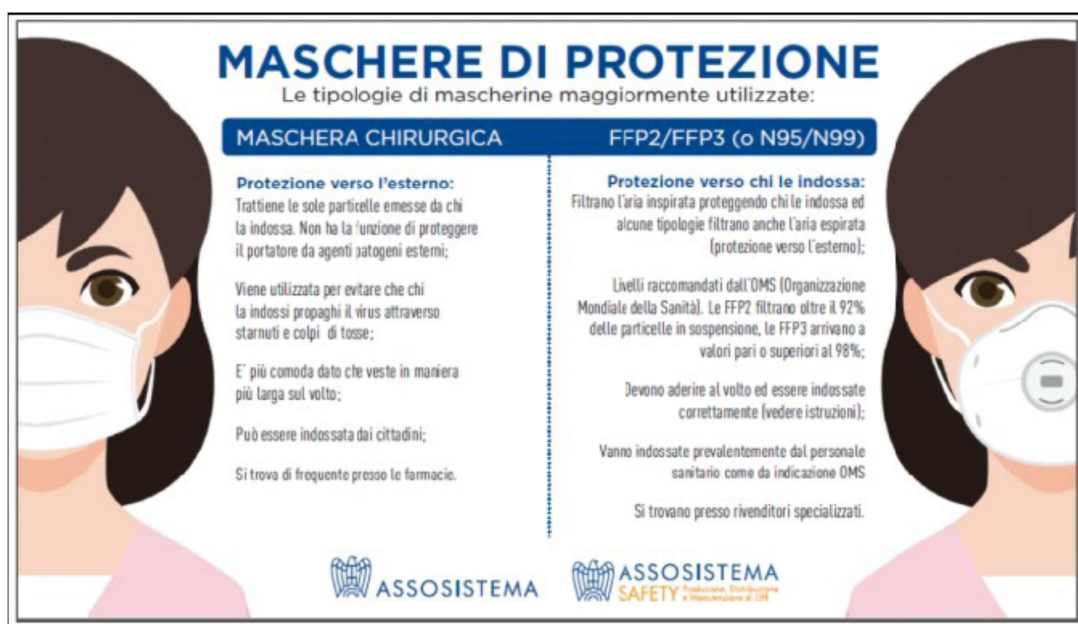 MASCHERE DI PROTEZIONE
Le tipologie di mascherine maggiormente utilizzate:
MASCHERA CHIRURGICA
Protezione verso l'esterno:
Trattiene le sole particelle emesse da chi
la indossa. Non ha la funzione di proteggere
il portatore da agenti patogeni esterni;
Viene utilizzata per evitare che chi
la indossi propaghi il virus attraverso
starnuti e colpi di tosse;
E' più comoda dato che veste in maniera
più larga sul volto;
Può essere indossata dai cittadini;
Si trova di frequente presso le farmacie.
FFP2/FFP3 (o N95/N99)
Protezione verso chi le indossa:
Filtrano l'aria inspirata proteggendo chi le indossa ed
alcune tipologie filtrano anche l'aria espirata
(protezione verso l'esterno);
Livelli raccomandati dall'OMS (Organizzazione
Mondiale della Sanità). Le FFP2 filtrano oltre il 92%
delle particelle in sospensione, le FFP3 arrivano a
valori pari o superiori al 98%;
Devono aderire al volto ed essere indossate
correttamente (vedere istruzioni);
Vanno indossate prevalentemente dal personale
sanitario come da indicazione OMS
Si trovano presso rivenditori specializzati.
ASSOSISTEMA
ASSOSISTEMA
SAFETY Produzione, Distribuzione
e Manutenzione di DPI